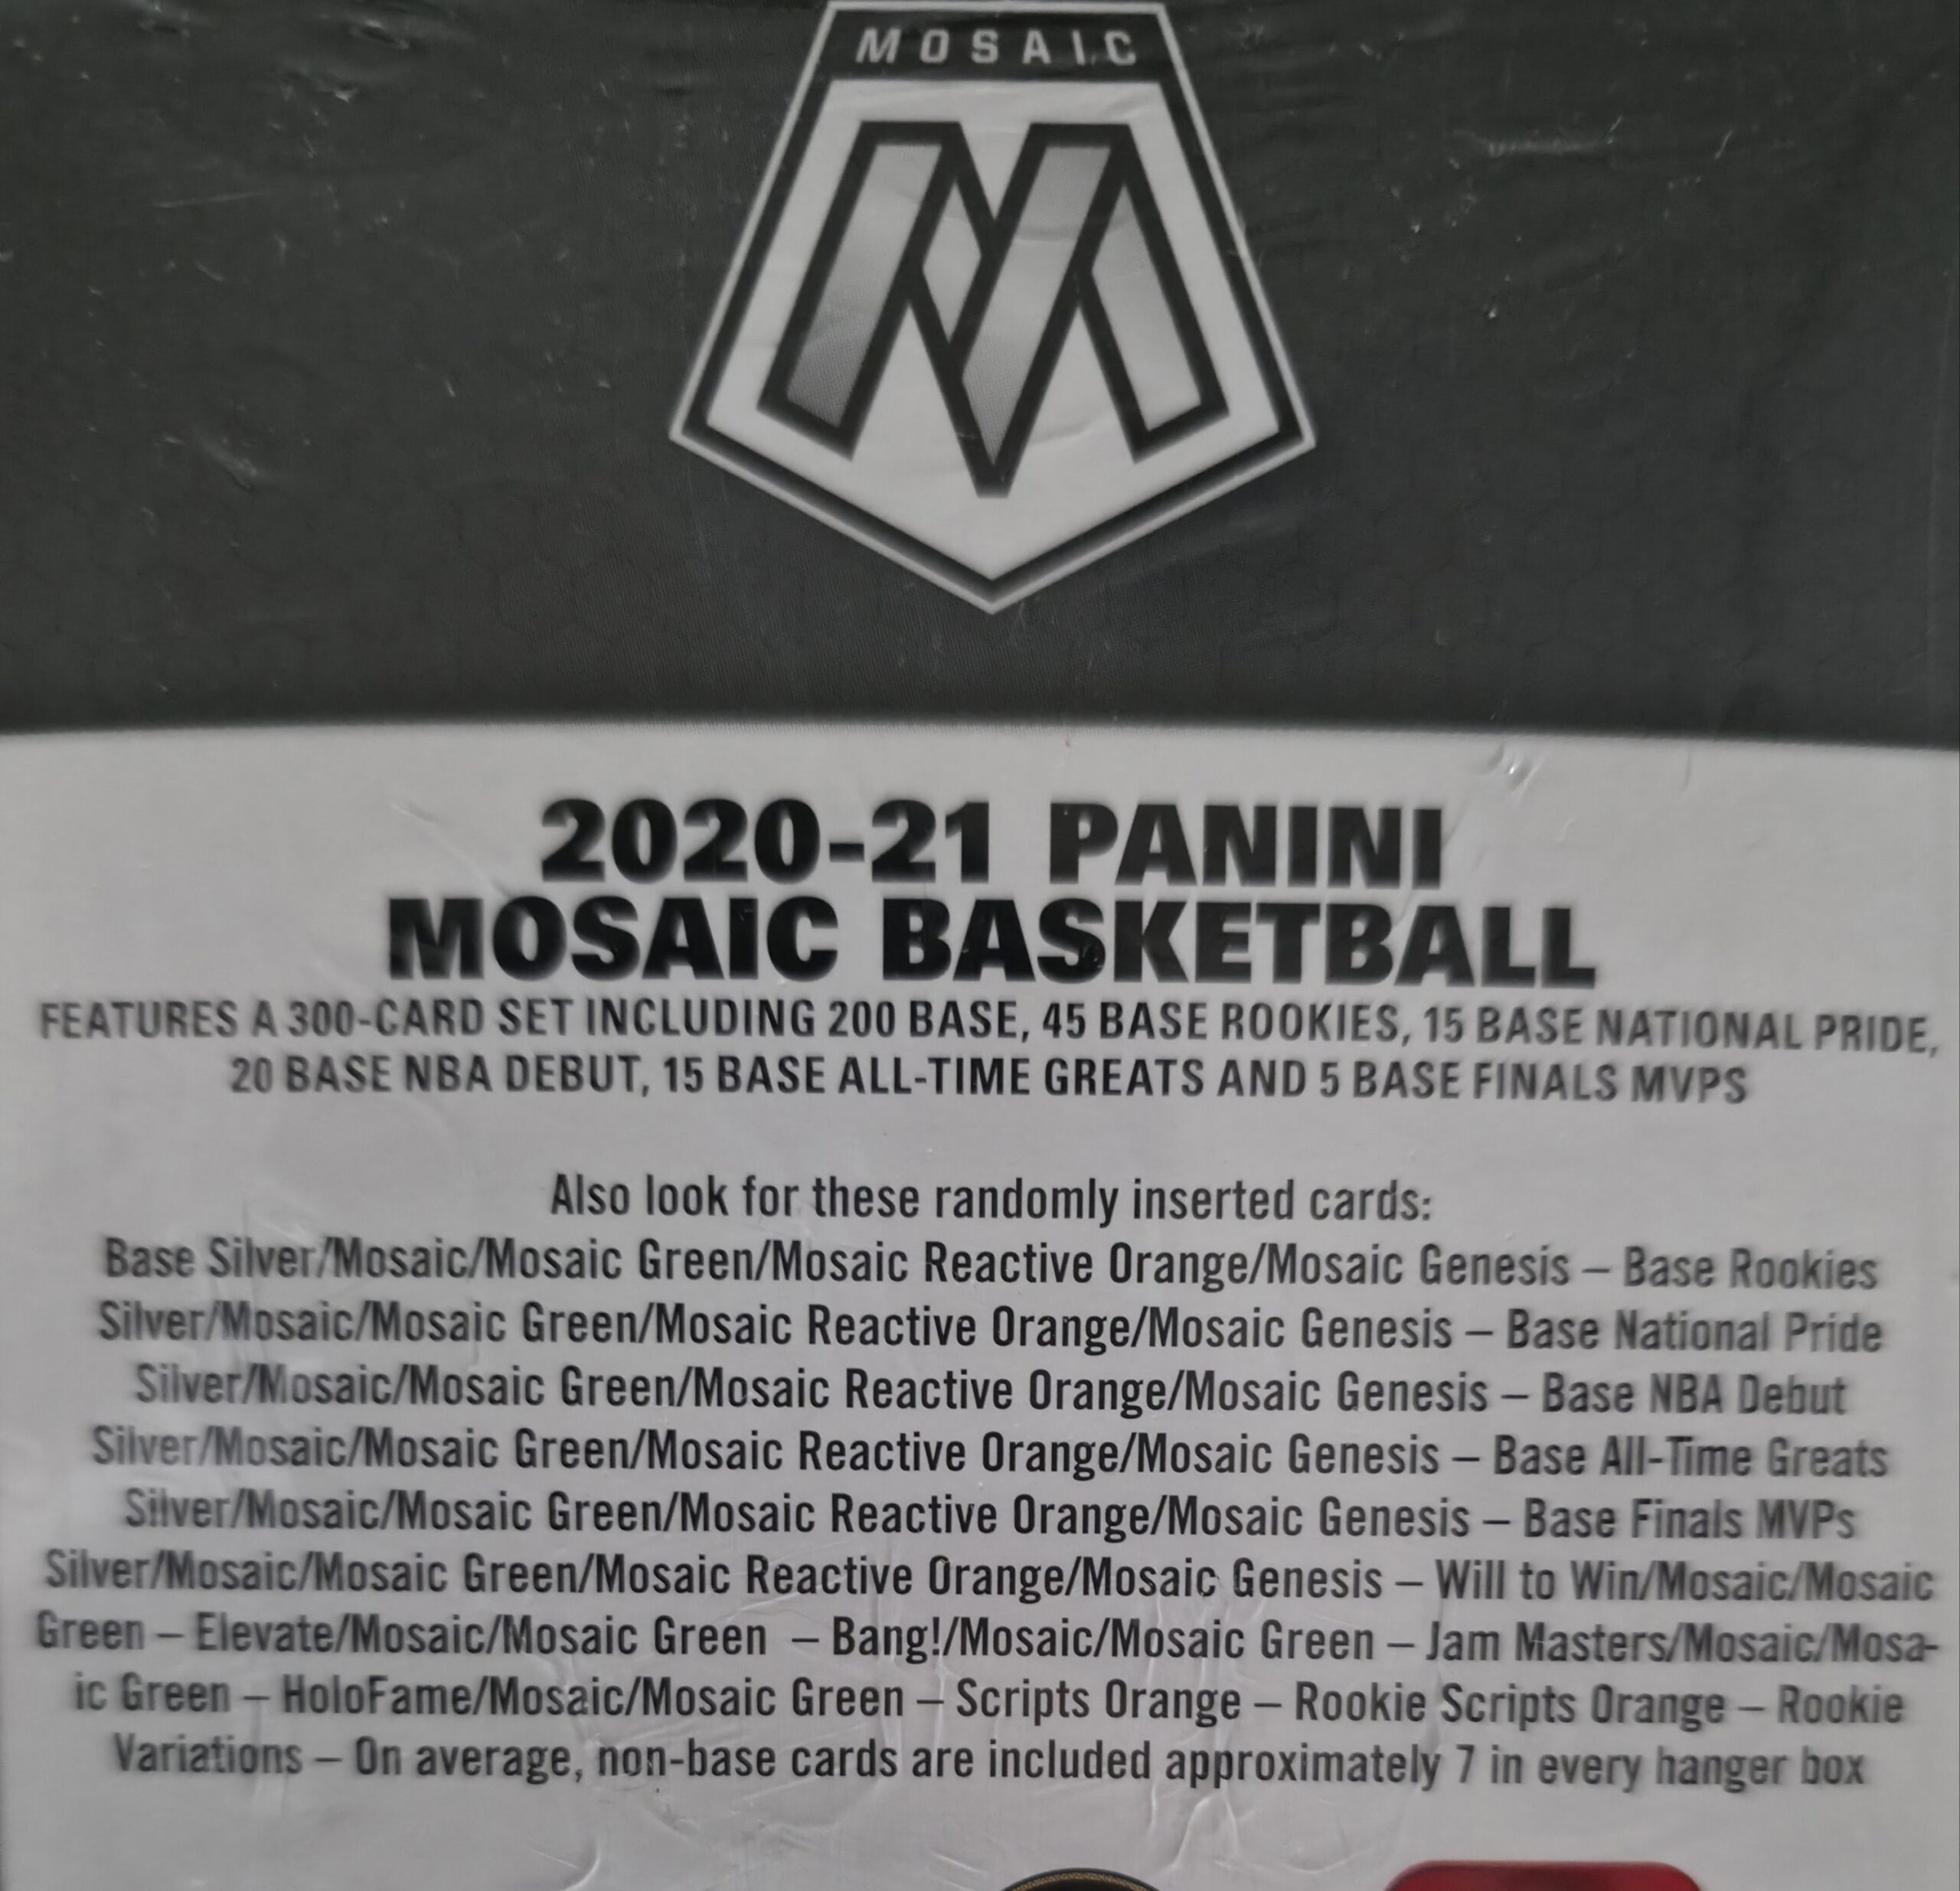 MOSAIC
M
2020-21 PANINI
MOSAIC BASKETBALL
FEATURES A 300-CARD SET INCLUDING 200 BASE, 45 BASE ROOKIES, 15 BASE NATIONAL PRIDE,
20 BASE NBA DEBUT, 15 BASE ALL-TIME GREATS AND 5 BASE FINALS MVPS
Also look for these randomly inserted cards:
Base Silver/Mosaic/Mosaic Green/Mosaic Reactive Orange/Mosaic Genesis – Base Rookies
Silver/Mosaic/Mosaic Green/Mosaic Reactive Orange/Mosaic Genesis – Base National Pride
Silver/Mosaic/Mosaic Green/Mosaic Reactive Orange/Mosaic Genesis – Base NBA Debut
Silver/Mosaic/Mosaic Green/Mosaic Reactive Orange/Mosaic Genesis – Base All-Time Greats
Silver/Mosaic/Mosaic Green/Mosaic Reactive Orange/Mosaic Genesis – Base Finals MVPs
Silver/Mosaic/Mosaic Green/Mosaic Reactive Orange/Mosaic Genesis – Will to Win/Mosaic/Mosaic
Green – Elevate/Mosaic/Mosaic Green – Bang!/Mosaic/Mosaic Green – Jam Masters/Mosaic/Mosa-
ic Green – HoloFame/Mosaic/Mosaic Green – Scripts Orange – Rookie Scripts Orange – Rookie
Variations – On average, non-base cards are included approximately 7 in every hanger box